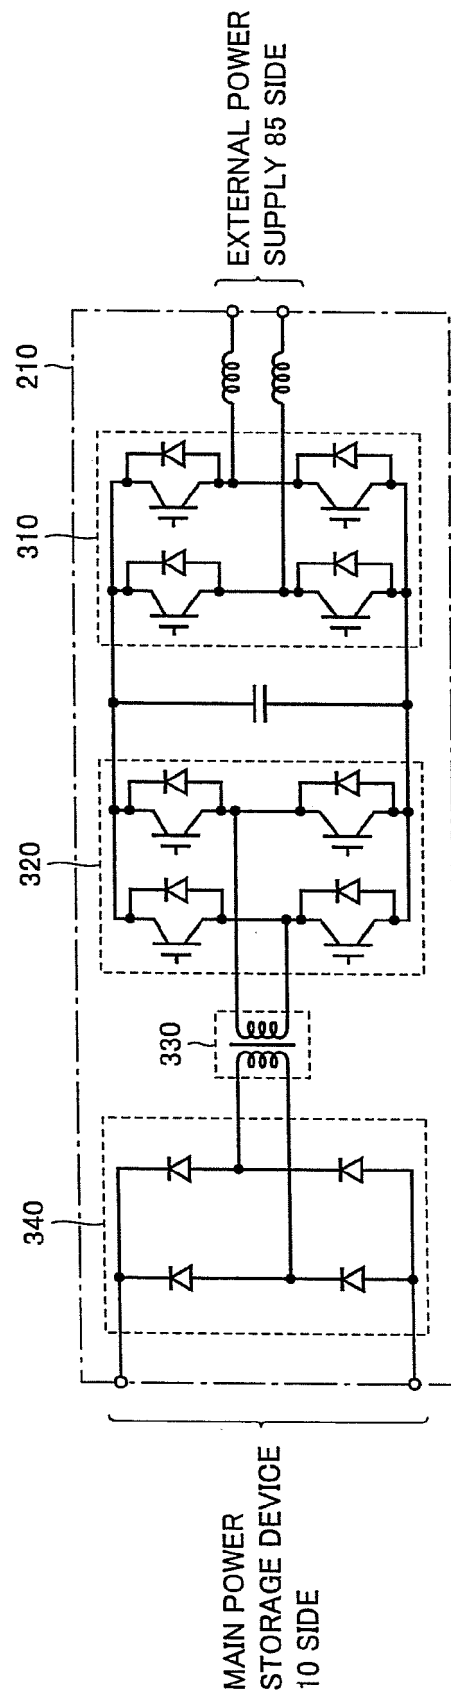 210
310
320
330
340
EXTERNAL POWER
SUPPLY 85 SIDE
MAIN POWER
STORAGE DEVICE
10 SIDE